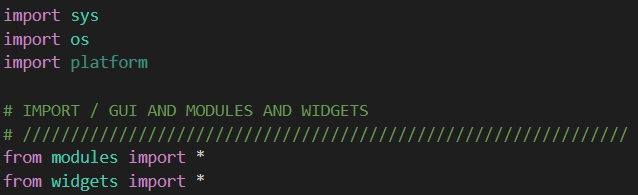 import sys
import os
import platform
# IMPORT / GUI AND MODULES AND WIDGETS
# ///////////////////////////////////////////////////////////////
from modules import *
from widgets import *